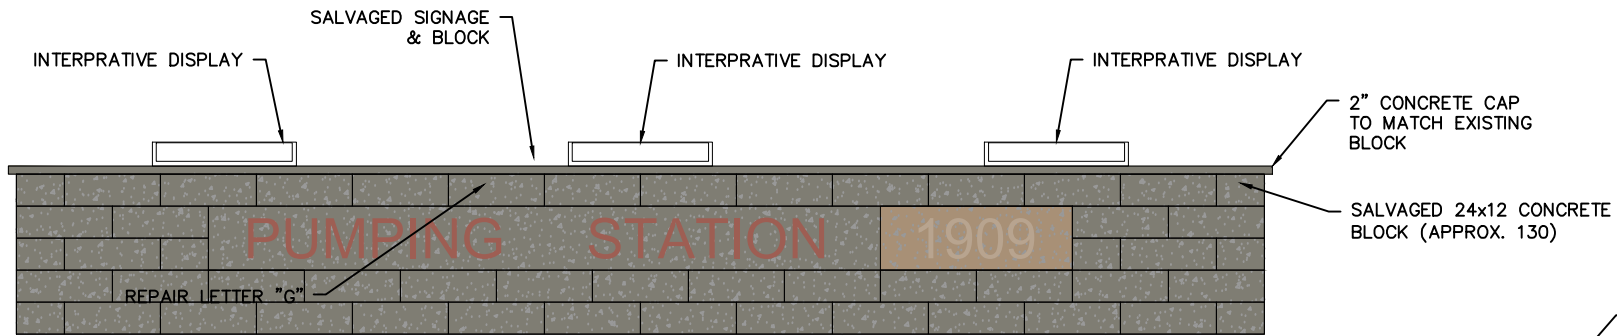 SALVAGED SIGNAGE
& BLOCK
INTERPRATIVE DISPLAY
INTERPRATIVE DISPLAY
INTERPRATIVE DISPLAY
2" CONCRETE CAP
TO MATCH EXISTING
BLOCK
SALVAGED 24x12 CONCRETE
BLOCK (APPROX. 130)
PUMPING STATION 1909
REPAIR LETTER "G"